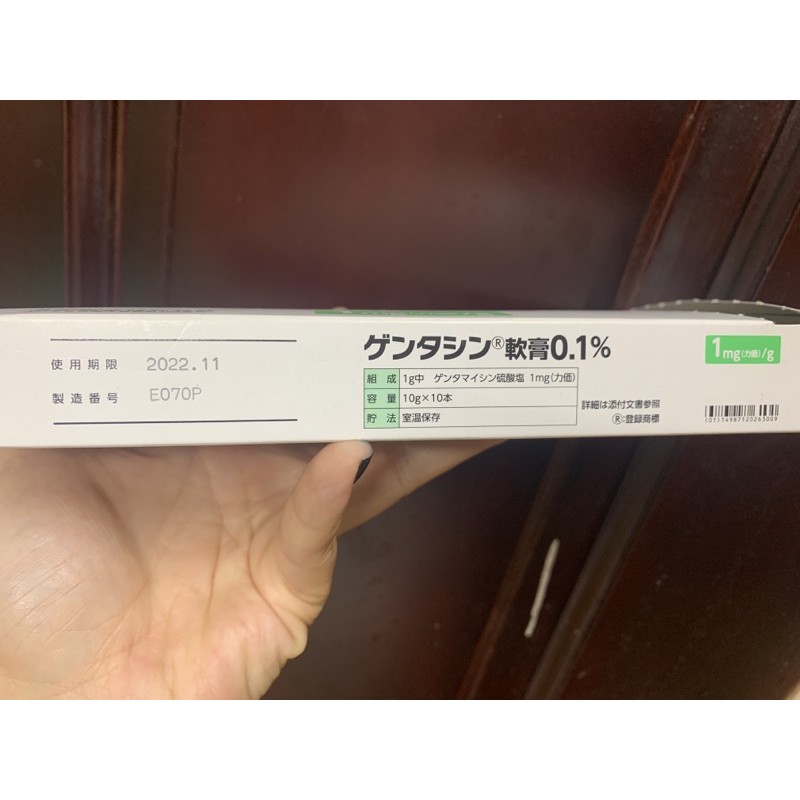 使用期限 2022.11
製造番号 E070P
ゲンタシン®軟膏0.1%
組成 1g中 ゲンタマイシン硫酸塩 1mg(力価)
容量 10g×10本
貯法 室温保存
詳細は添付文書参照
®:登録商標
1mg(力価)/g
(01)14987120263009